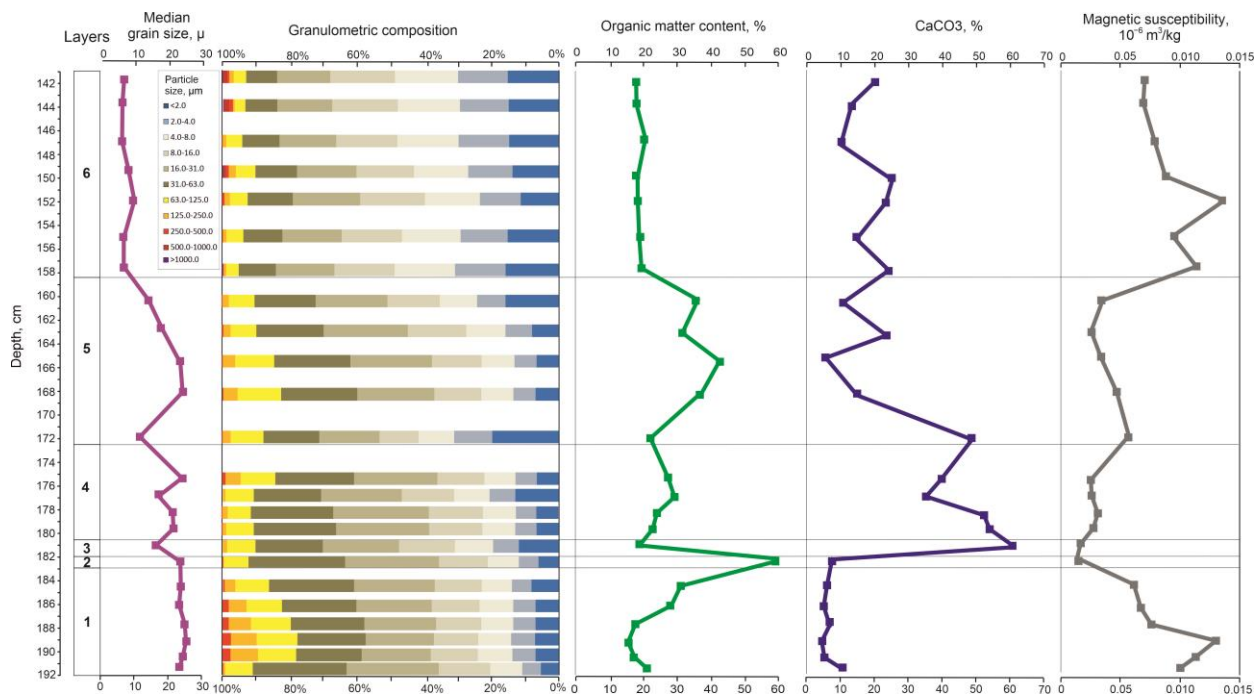 Layers
Median
grain size, μ
0 10 20 30
Granulometric composition
100% 80% 60% 40% 20% 0%
Organic matter content, %
0 10 20 30 40 50 60
CaCO3, %
0 10 20 30 40 50 60 70
Magnetic susceptibility,
10⁻⁶ m³/kg
0 0.05 0.010 0.015
Depth, cm
142
144
146
148
150
152
154
156
158
160
162
164
166
168
170
172
174
176
178
180
182
184
186
188
190
192
6
5
4
3
2
1
Particle
size, μm
<2.0
2.0-4.0
4.0-8.0
8.0-16.0
16.0-31.0
31.0-63.0
63.0-125.0
125.0-250.0
250.0-500.0
500.0-1000.0
>1000.0
0 10 20 30
100% 80% 60% 40% 20% 0%
0 10 20 30 40 50 60
0 10 20 30 40 50 60 70
0.00 0.05 0.010 0.015